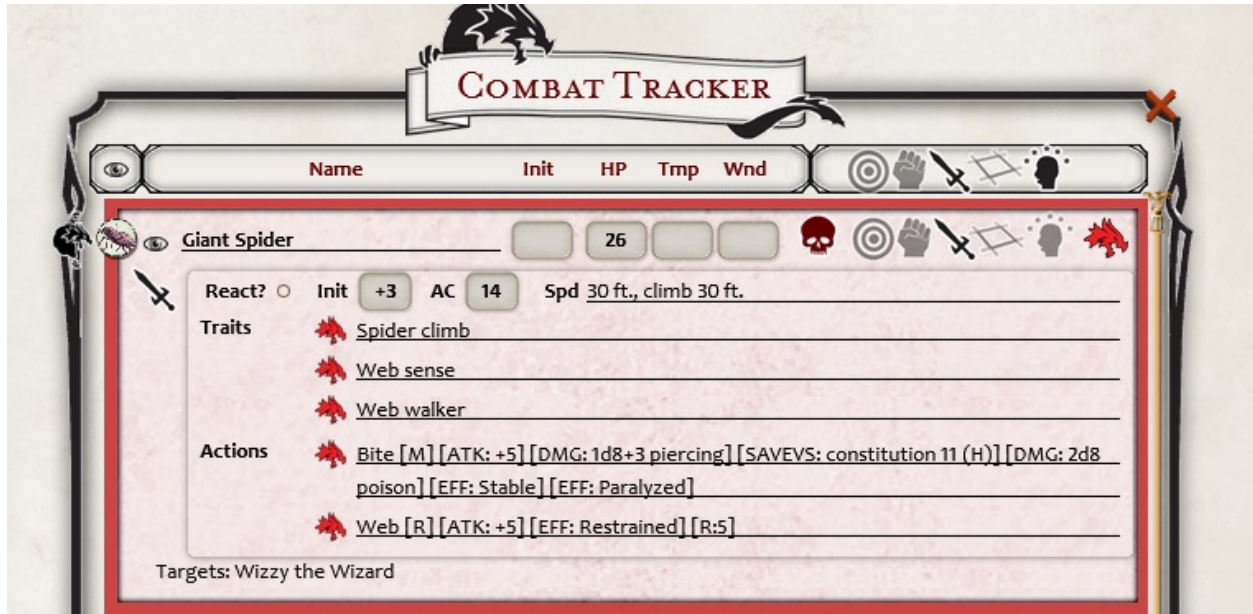 COMBAT TRACKER
Name Init HP Tmp Wnd
Giant Spider 26
React? Init +3 AC 14 Spd 30 ft., climb 30 ft.
Traits Spider climb
Web sense
Web walker
Actions Bite [M] [ATK: +5] [DMG: 1d8+3 piercing] [SAVEVS: constitution 11 (H)] [DMG: 2d8
poison] [EFF: Stable] [EFF: Paralyzed]
Web [R] [ATK: +5] [EFF: Restrained] [R:5]
Targets: Wizzy the Wizard